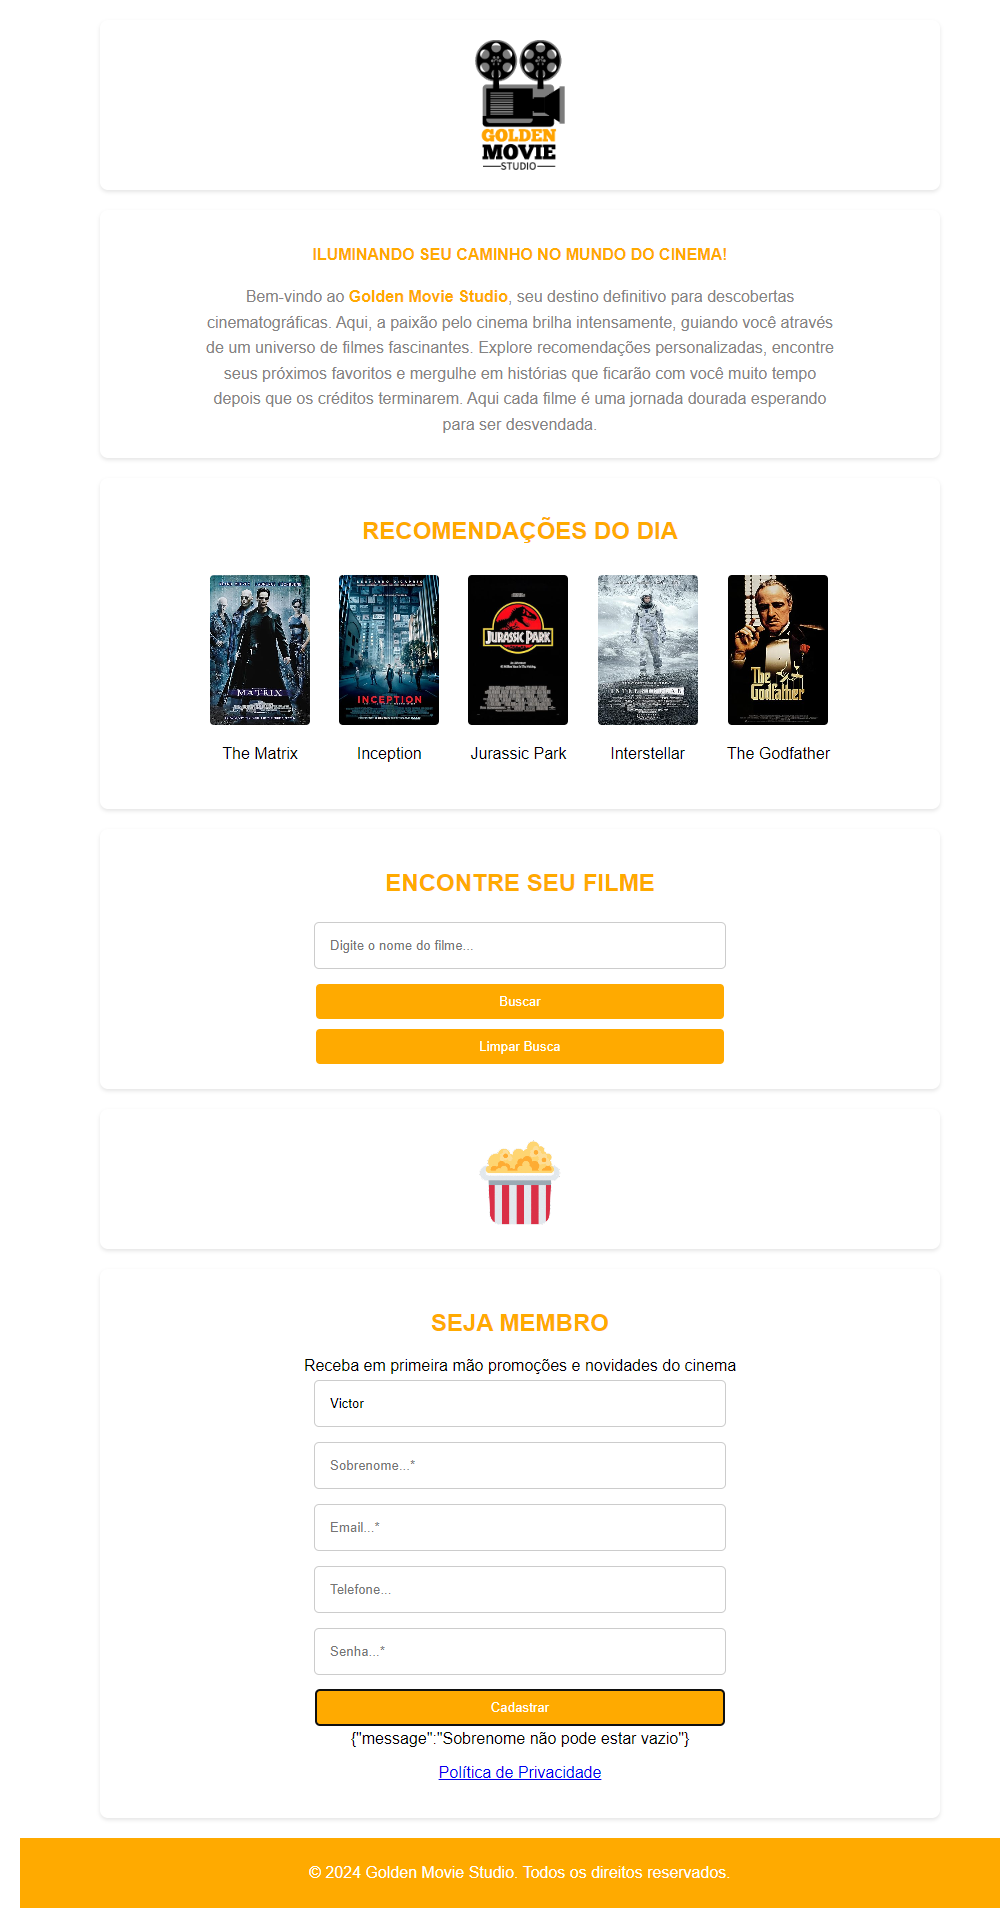 GOLDEN
MOVIE
STUDIO
ILUMINANDO SEU CAMINHO NO MUNDO DO CINEMA!
Bem-vindo ao Golden Movie Studio, seu destino definitivo para descobertas
cinematográficas. Aqui, a paixão pelo cinema brilha intensamente, guiando você através
de um universo de filmes fascinantes. Explore recomendações personalizadas, encontre
seus próximos favoritos e mergulhe em histórias que ficarão com você muito tempo
depois que os créditos terminarem. Aqui cada filme é uma jornada dourada esperando
para ser desvendada.
RECOMENDAÇÕES DO DIA
MATRIX
INCEPTION
JURASSIC PARK
The
Godfather
The Matrix
Inception
Jurassic Park
Interstellar
The Godfather
ENCONTRE SEU FILME
Digite o nome do filme...
Buscar
Limpar Busca
SEJA MEMBRO
Receba em primeira mão promoções e novidades do cinema
Victor
Sobrenome...*
Email...*
Telefone...
Senha...*
Cadastrar
{"message":"Sobrenome não pode estar vazio"}
Política de Privacidade
© 2024 Golden Movie Studio. Todos os direitos reservados.